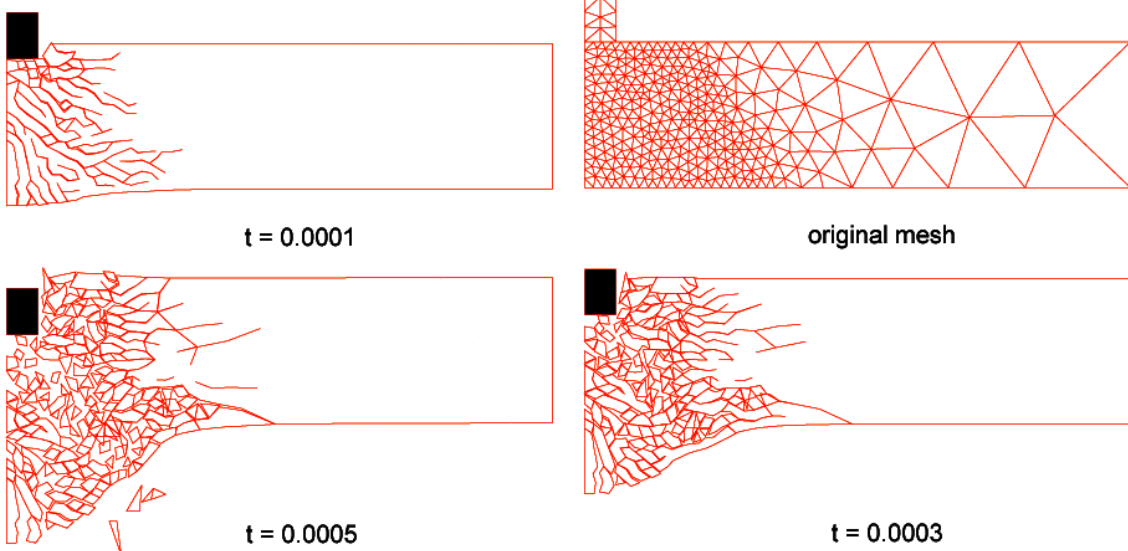 t = 0.0001
original mesh
t = 0.0005
t = 0.0003